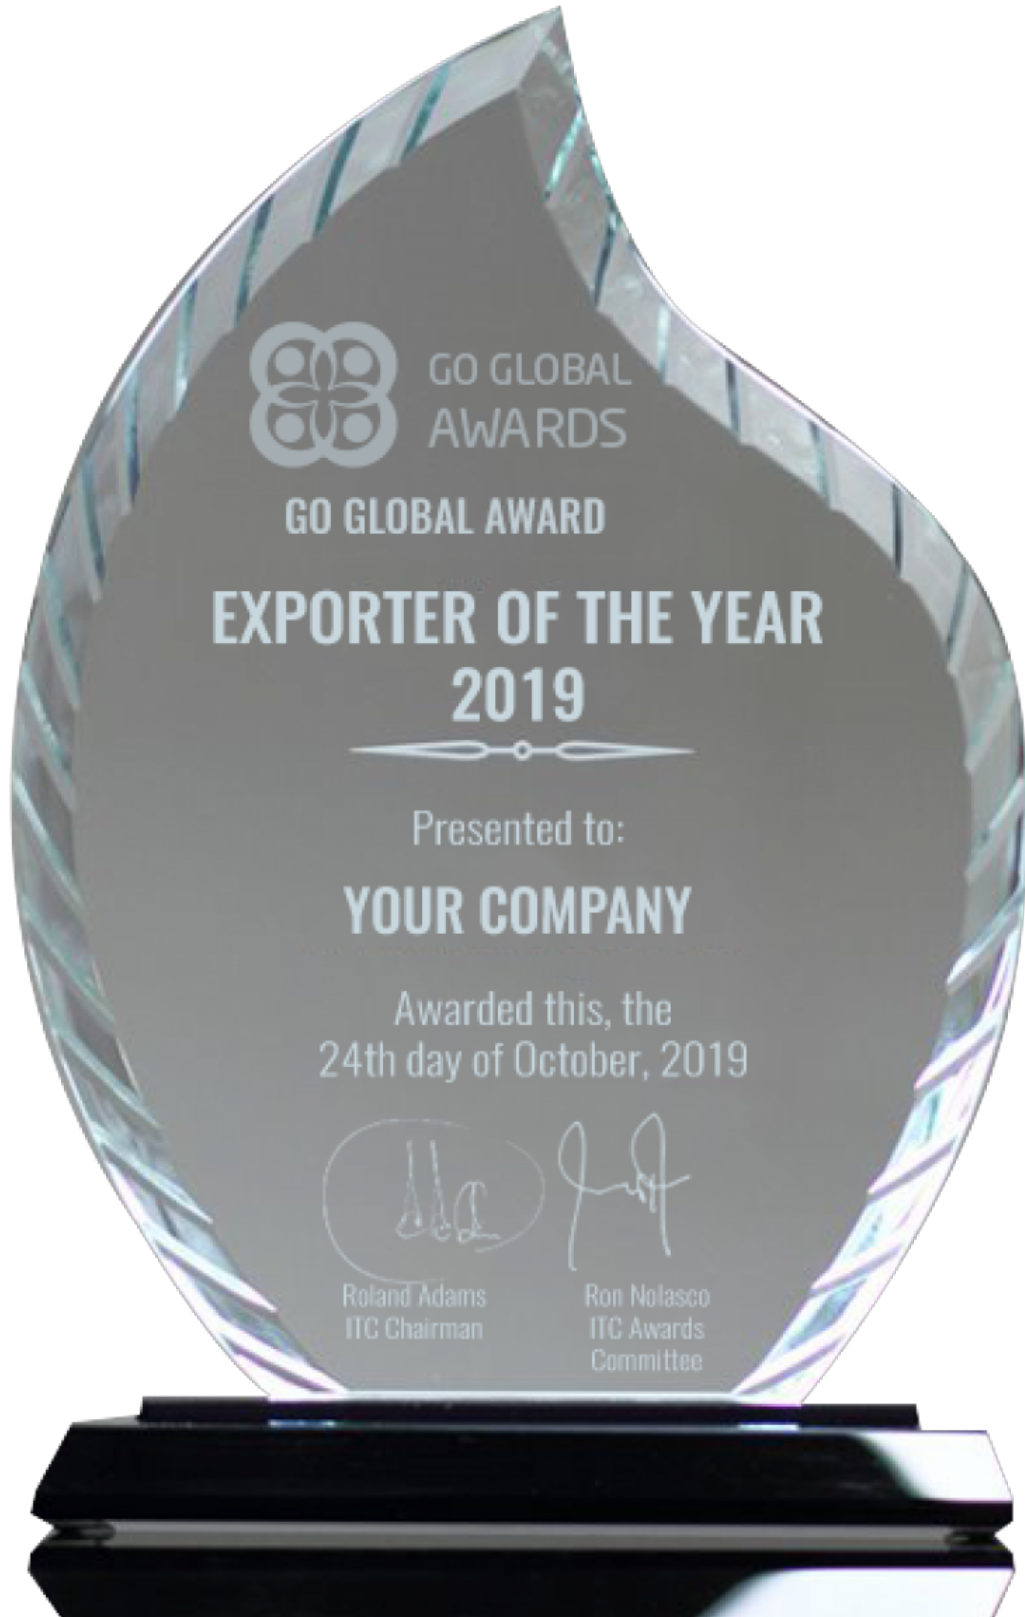 GO GLOBAL
AWARDS
GO GLOBAL AWARD
EXPORTER OF THE YEAR
2019
Presented to:
YOUR COMPANY
Awarded this, the
24th day of October, 2019
Roland Adams
ITC Chairman
Ron Nolasco
ITC Awards
Committee